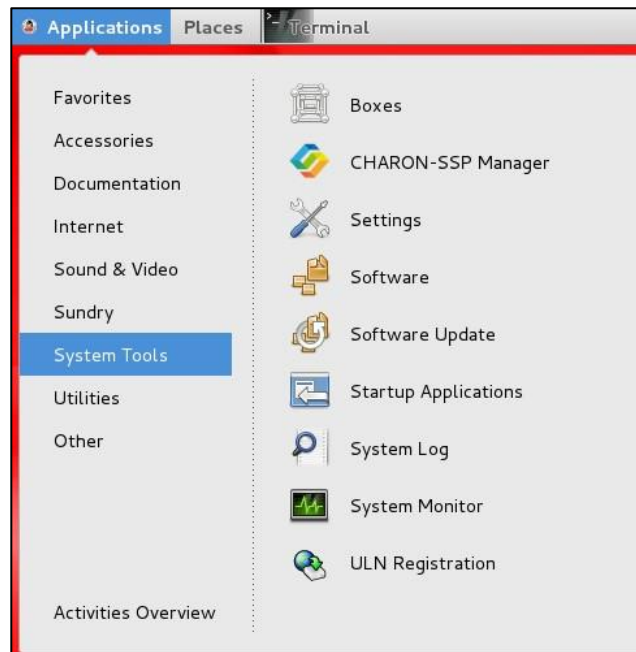 Applications Places Terminal
Favorites
Accessories
Documentation
Internet
Sound & Video
Sundry
System Tools
Utilities
Other
Activities Overview
Boxes
CHARON-SSP Manager
Settings
Software
Software Update
Startup Applications
System Log
System Monitor
ULN Registration